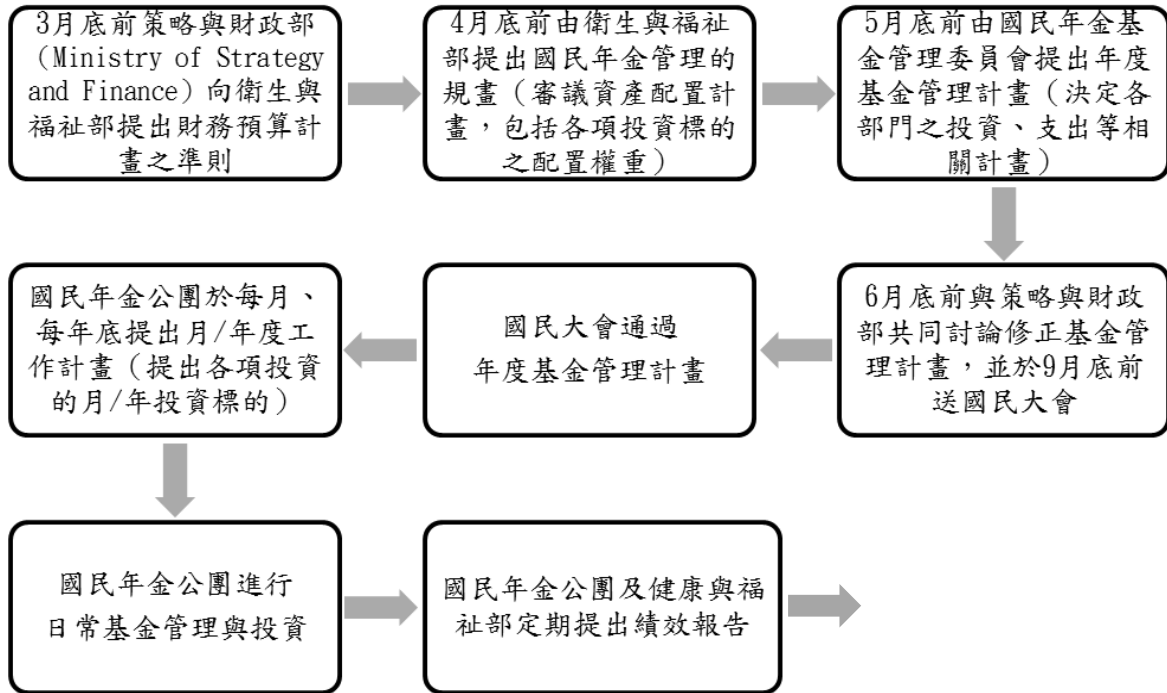 3月底前策略與財政部
（Ministry of Strategy
and Finance）向衛生與
福祉部提出財務預算計
畫之準則
4月底前由衛生與福祉
部提出國民年金管理的
規畫（審議資產配置計
畫，包括各項投資標的
之配置權重）
5月底前由國民年金基
金管理委員會提出年度
基金管理計畫（決定各
部門之投資、支出等相
關計畫）
6月底前與策略與財政
部共同討論修正基金管
理計畫，並於9月底前
送國民大會
國民大會通過
年度基金管理計畫
國民年金公團於每月、
每年底提出月/年度工
作計畫（提出各項投資
的月/年投資標的）
國民年金公團進行
日常基金管理與投資
國民年金公團及健康與福
祉部定期提出績效報告